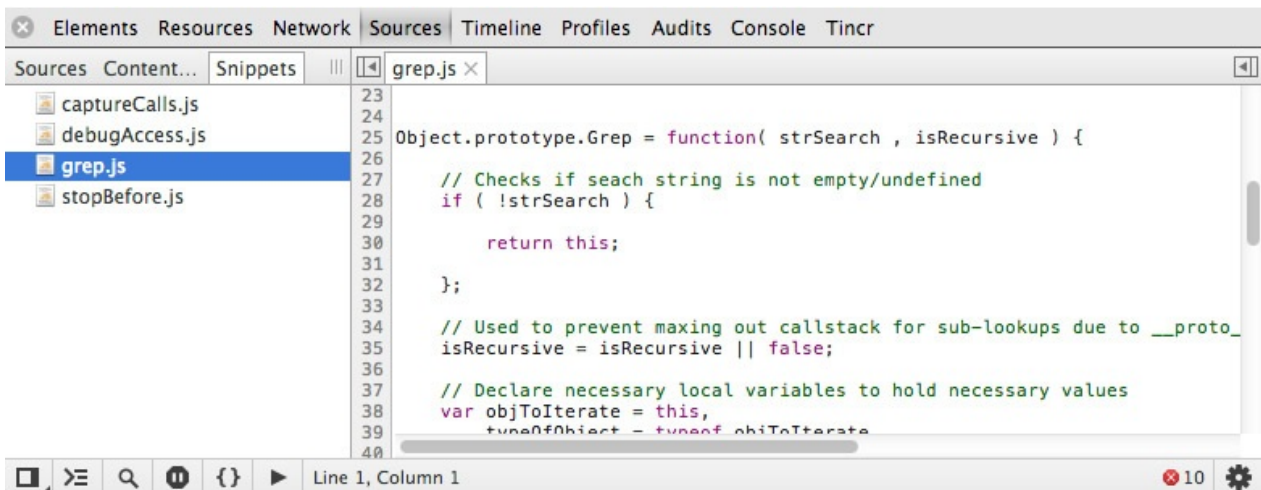 Elements Resources Network Sources Timeline Profiles Audits Console Tincr
Sources Content... Snippets
grep.js
captureCalls.js
debugAccess.js
grep.js
stopBefore.js
23
24
25 Object.prototype.Grep = function( strSearch , isRecursive ) {
26
27 // Checks if seach string is not empty/undefined
28 if ( !strSearch ) {
29
30 return this;
31
32 };
33
34 // Used to prevent maxing out callstack for sub-lookups due to __proto_
35 isRecursive = isRecursive || false;
36
37 // Declare necessary local variables to hold necessary values
38 var objToIterate = this,
39 typeOfObject = typeof objToIterate
40
{} Line 1, Column 1 10